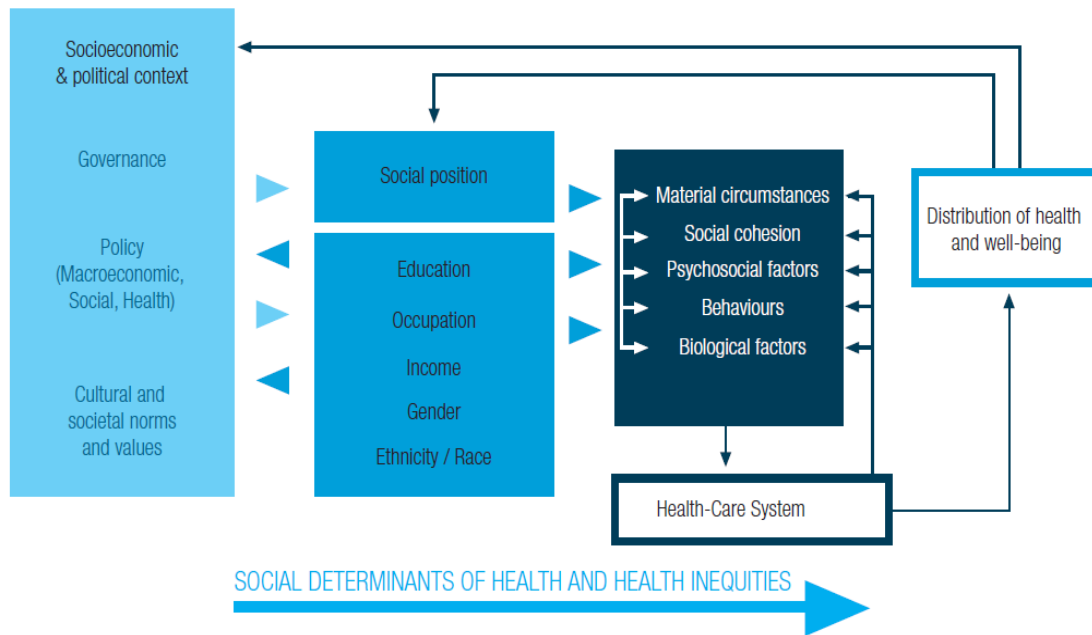 Socioeconomic
& political context
Governance
Policy
(Macroeconomic,
Social, Health)
Cultural and
societal norms
and values
Social position
Education
Occupation
Income
Gender
Ethnicity / Race
Material circumstances
Social cohesion
Psychosocial factors
Behaviours
Biological factors
Health-Care System
Distribution of health
and well-being
SOCIAL DETERMINANTS OF HEALTH AND HEALTH INEQUITIES